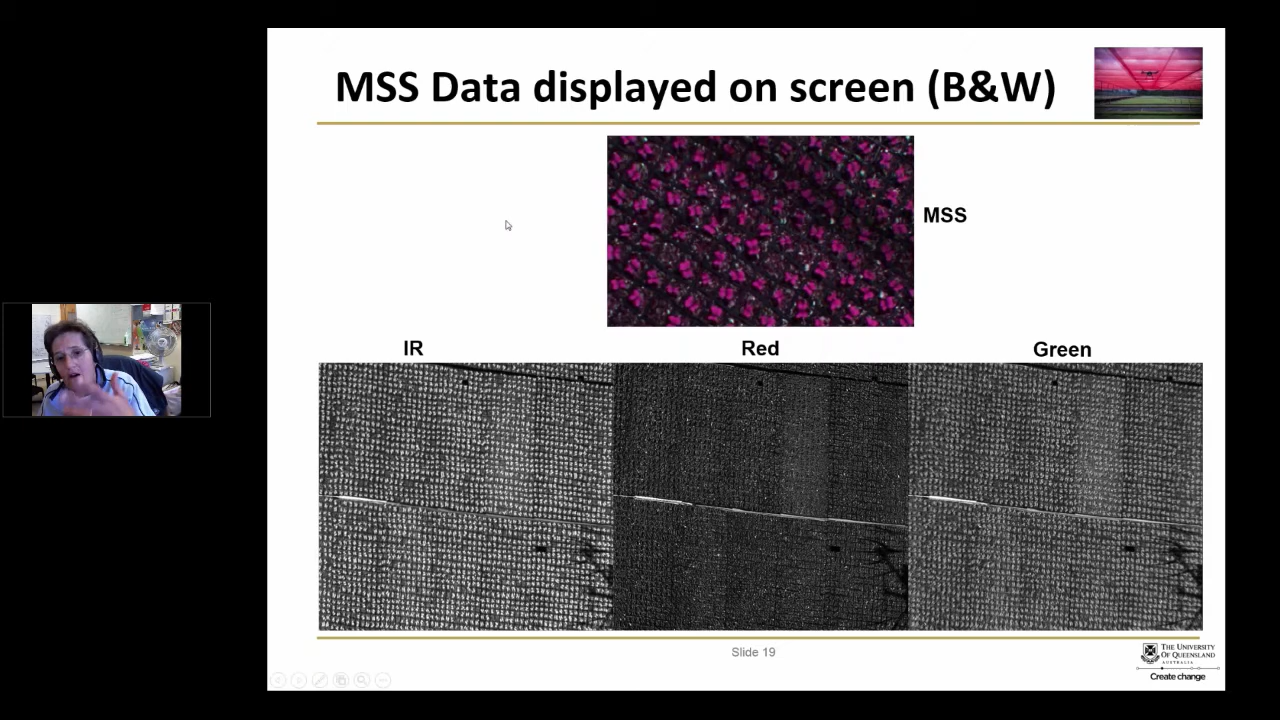 MSS Data displayed on screen (B&W)
MSS
IR
Red
Green
Slide 19
THE UNIVERSITY
OF QUEENSLAND
AUSTRALIA
Create change